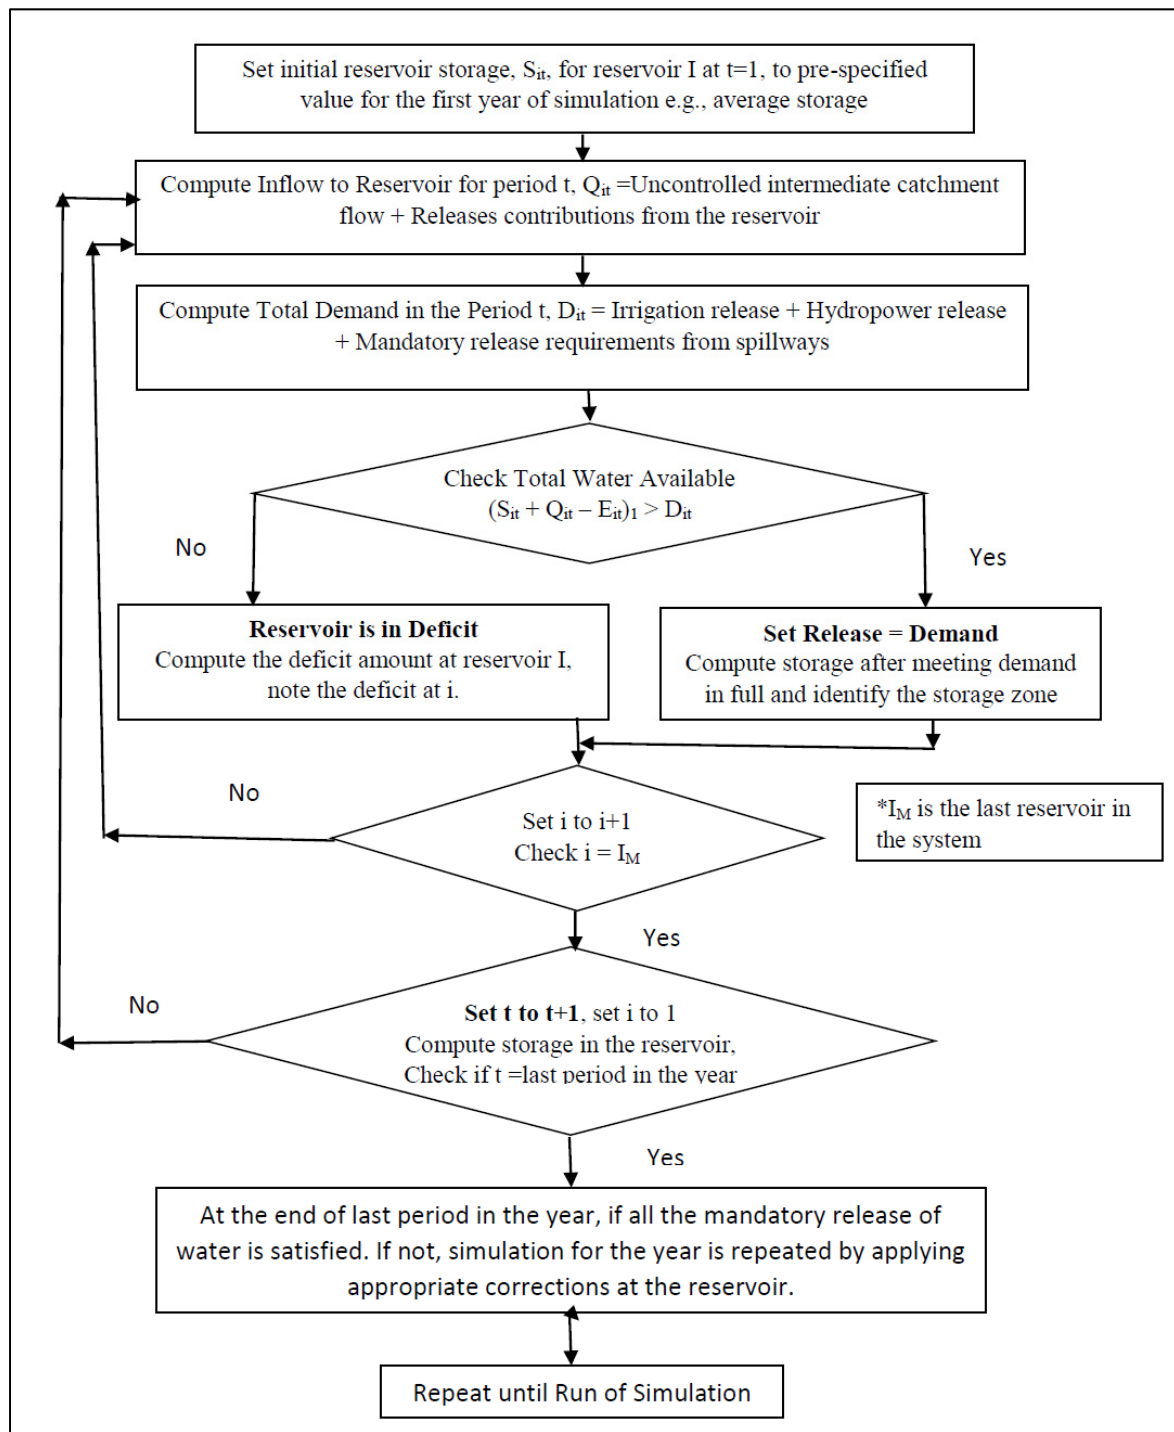 Set initial reservoir storage, Sit, for reservoir I at t=1, to pre-specified
value for the first year of simulation e.g., average storage
Compute Inflow to Reservoir for period t, Qit =Uncontrolled intermediate catchment
flow + Releases contributions from the reservoir
Compute Total Demand in the Period t, Dit = Irrigation release + Hydropower release
+ Mandatory release requirements from spillways
Check Total Water Available
(Sit + Qit – Eit)1 > Dit
No
Yes
Reservoir is in Deficit
Compute the deficit amount at reservoir I,
note the deficit at i.
Set Release = Demand
Compute storage after meeting demand
in full and identify the storage zone
No
Set i to i+1
Check i = IM
*IM is the last reservoir in
the system
Yes
No
Set t to t+1, set i to 1
Compute storage in the reservoir,
Check if t =last period in the year
Yes
At the end of last period in the year, if all the mandatory release of
water is satisfied. If not, simulation for the year is repeated by applying
appropriate corrections at the reservoir.
Repeat until Run of Simulation